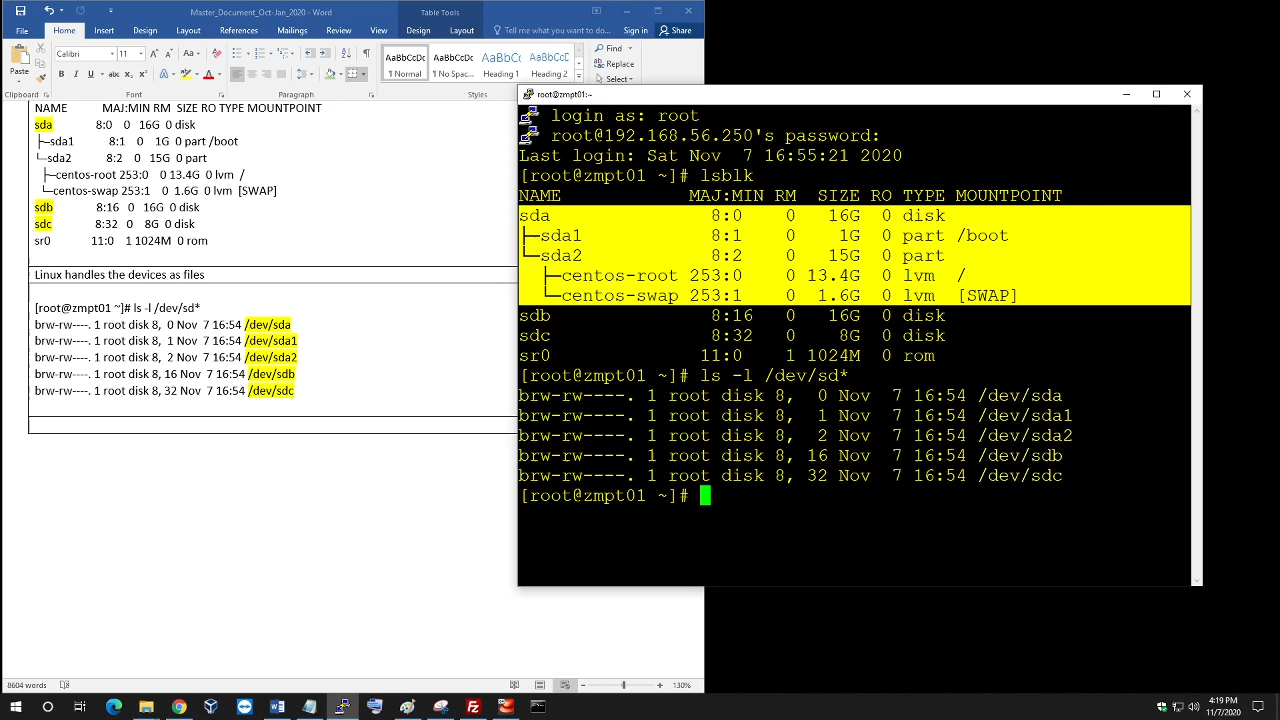 Master_Document_Oct-Jan_2020 - Word
Table Tools
File Home Insert Design Layout References Mailings Review View Design Layout Tell me what you want to do... Sign in Share
Paste
Calibri 11
Aa
B I U abc x₂ x² A
AaBbCcDc AaBbCcDc AaBbCc AaBbCcD
¶ Normal ¶ No Spac... Heading 1 Heading 2
Find
Replace
Select
Clipboard Font Paragraph Styles Editing
NAME MAJ:MIN RM SIZE RO TYPE MOUNTPOINT
sda 8:0 0 16G 0 disk
├─sda1 8:1 0 1G 0 part /boot
└─sda2 8:2 0 15G 0 part
├─centos-root 253:0 0 13.4G 0 lvm /
└─centos-swap 253:1 0 1.6G 0 lvm [SWAP]
sdb 8:16 0 16G 0 disk
sdc 8:32 0 8G 0 disk
sr0 11:0 1 1024M 0 rom
Linux handles the devices as files
[root@zmpt01 ~]# ls -l /dev/sd*
brw-rw----. 1 root disk 8, 0 Nov 7 16:54 /dev/sda
brw-rw----. 1 root disk 8, 1 Nov 7 16:54 /dev/sda1
brw-rw----. 1 root disk 8, 2 Nov 7 16:54 /dev/sda2
brw-rw----. 1 root disk 8, 16 Nov 7 16:54 /dev/sdb
brw-rw----. 1 root disk 8, 32 Nov 7 16:54 /dev/sdc
8604 words
130%
root@zmpt01:~
login as: root
root@192.168.56.250's password:
Last login: Sat Nov 7 16:55:21 2020
[root@zmpt01 ~]# lsblk
NAME MAJ:MIN RM SIZE RO TYPE MOUNTPOINT
sda 8:0 0 16G 0 disk
├─sda1 8:1 0 1G 0 part /boot
└─sda2 8:2 0 15G 0 part
├─centos-root 253:0 0 13.4G 0 lvm /
└─centos-swap 253:1 0 1.6G 0 lvm [SWAP]
sdb 8:16 0 16G 0 disk
sdc 8:32 0 8G 0 disk
sr0 11:0 1 1024M 0 rom
[root@zmpt01 ~]# ls -l /dev/sd*
brw-rw----. 1 root disk 8, 0 Nov 7 16:54 /dev/sda
brw-rw----. 1 root disk 8, 1 Nov 7 16:54 /dev/sda1
brw-rw----. 1 root disk 8, 2 Nov 7 16:54 /dev/sda2
brw-rw----. 1 root disk 8, 16 Nov 7 16:54 /dev/sdb
brw-rw----. 1 root disk 8, 32 Nov 7 16:54 /dev/sdc
[root@zmpt01 ~]#
4:19 PM
11/7/2020